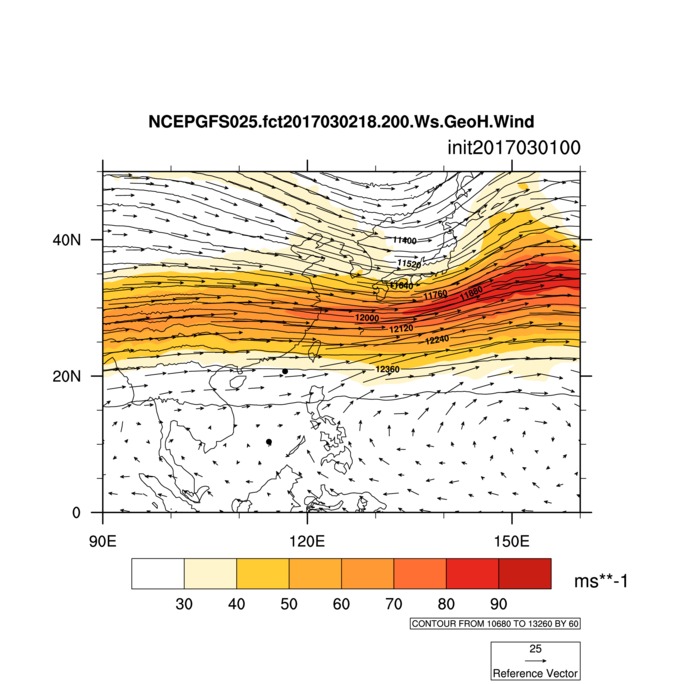 NCEPGFS025.fct2017030218.200.Ws.GeoH.Wind
init2017030100
40N
20N
0
11400
11520
11640
11760
11880
12000
12120
12240
12360
90E 120E 150E
30 40 50 60 70 80 90
ms**-1
CONTOUR FROM 10680 TO 13260 BY 60
25
Reference Vector